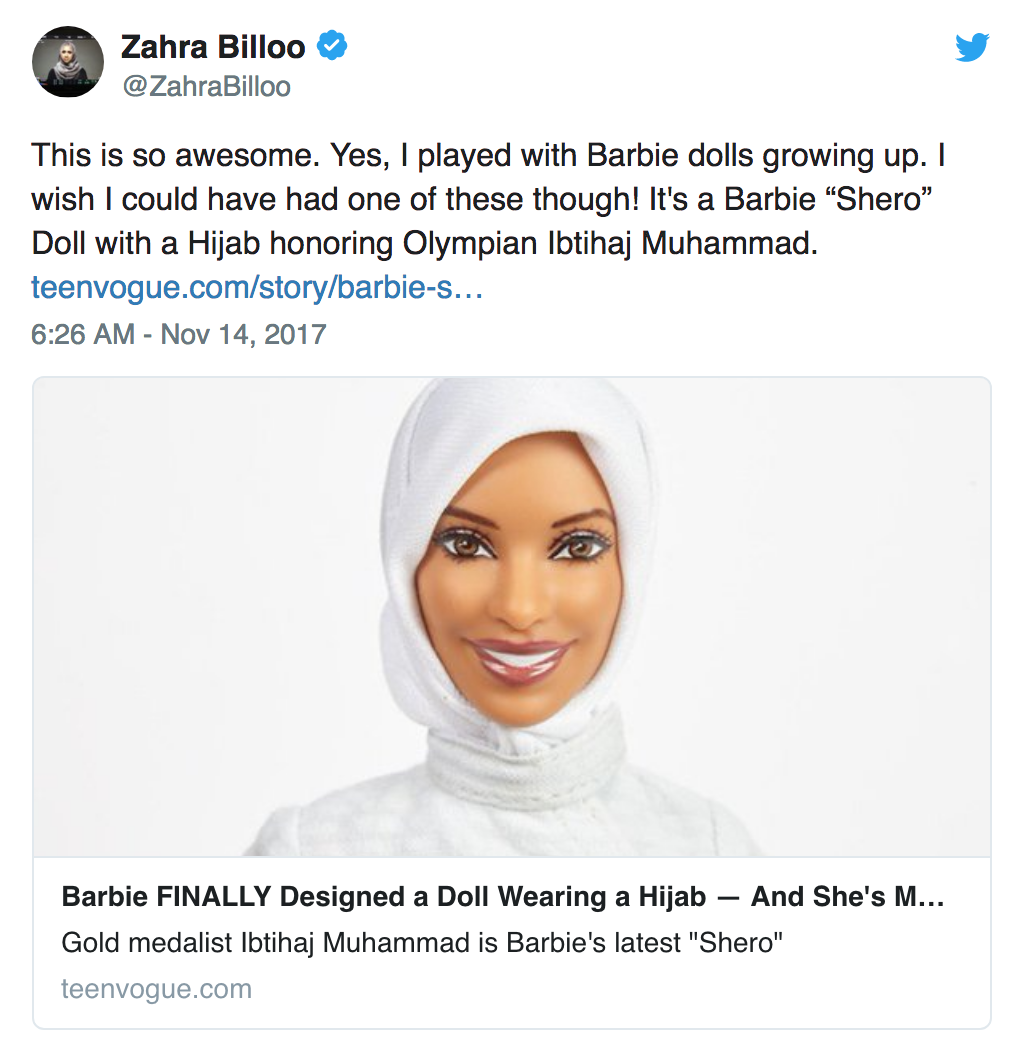 Zahra Billoo
@ZahraBilloo
This is so awesome. Yes, I played with Barbie dolls growing up. I
wish I could have had one of these though! It's a Barbie “Shero”
Doll with a Hijab honoring Olympian Ibtihaj Muhammad.
teenvogue.com/story/barbie-s…
6:26 AM - Nov 14, 2017
Barbie FINALLY Designed a Doll Wearing a Hijab — And She's M…
Gold medalist Ibtihaj Muhammad is Barbie's latest "Shero"
teenvogue.com